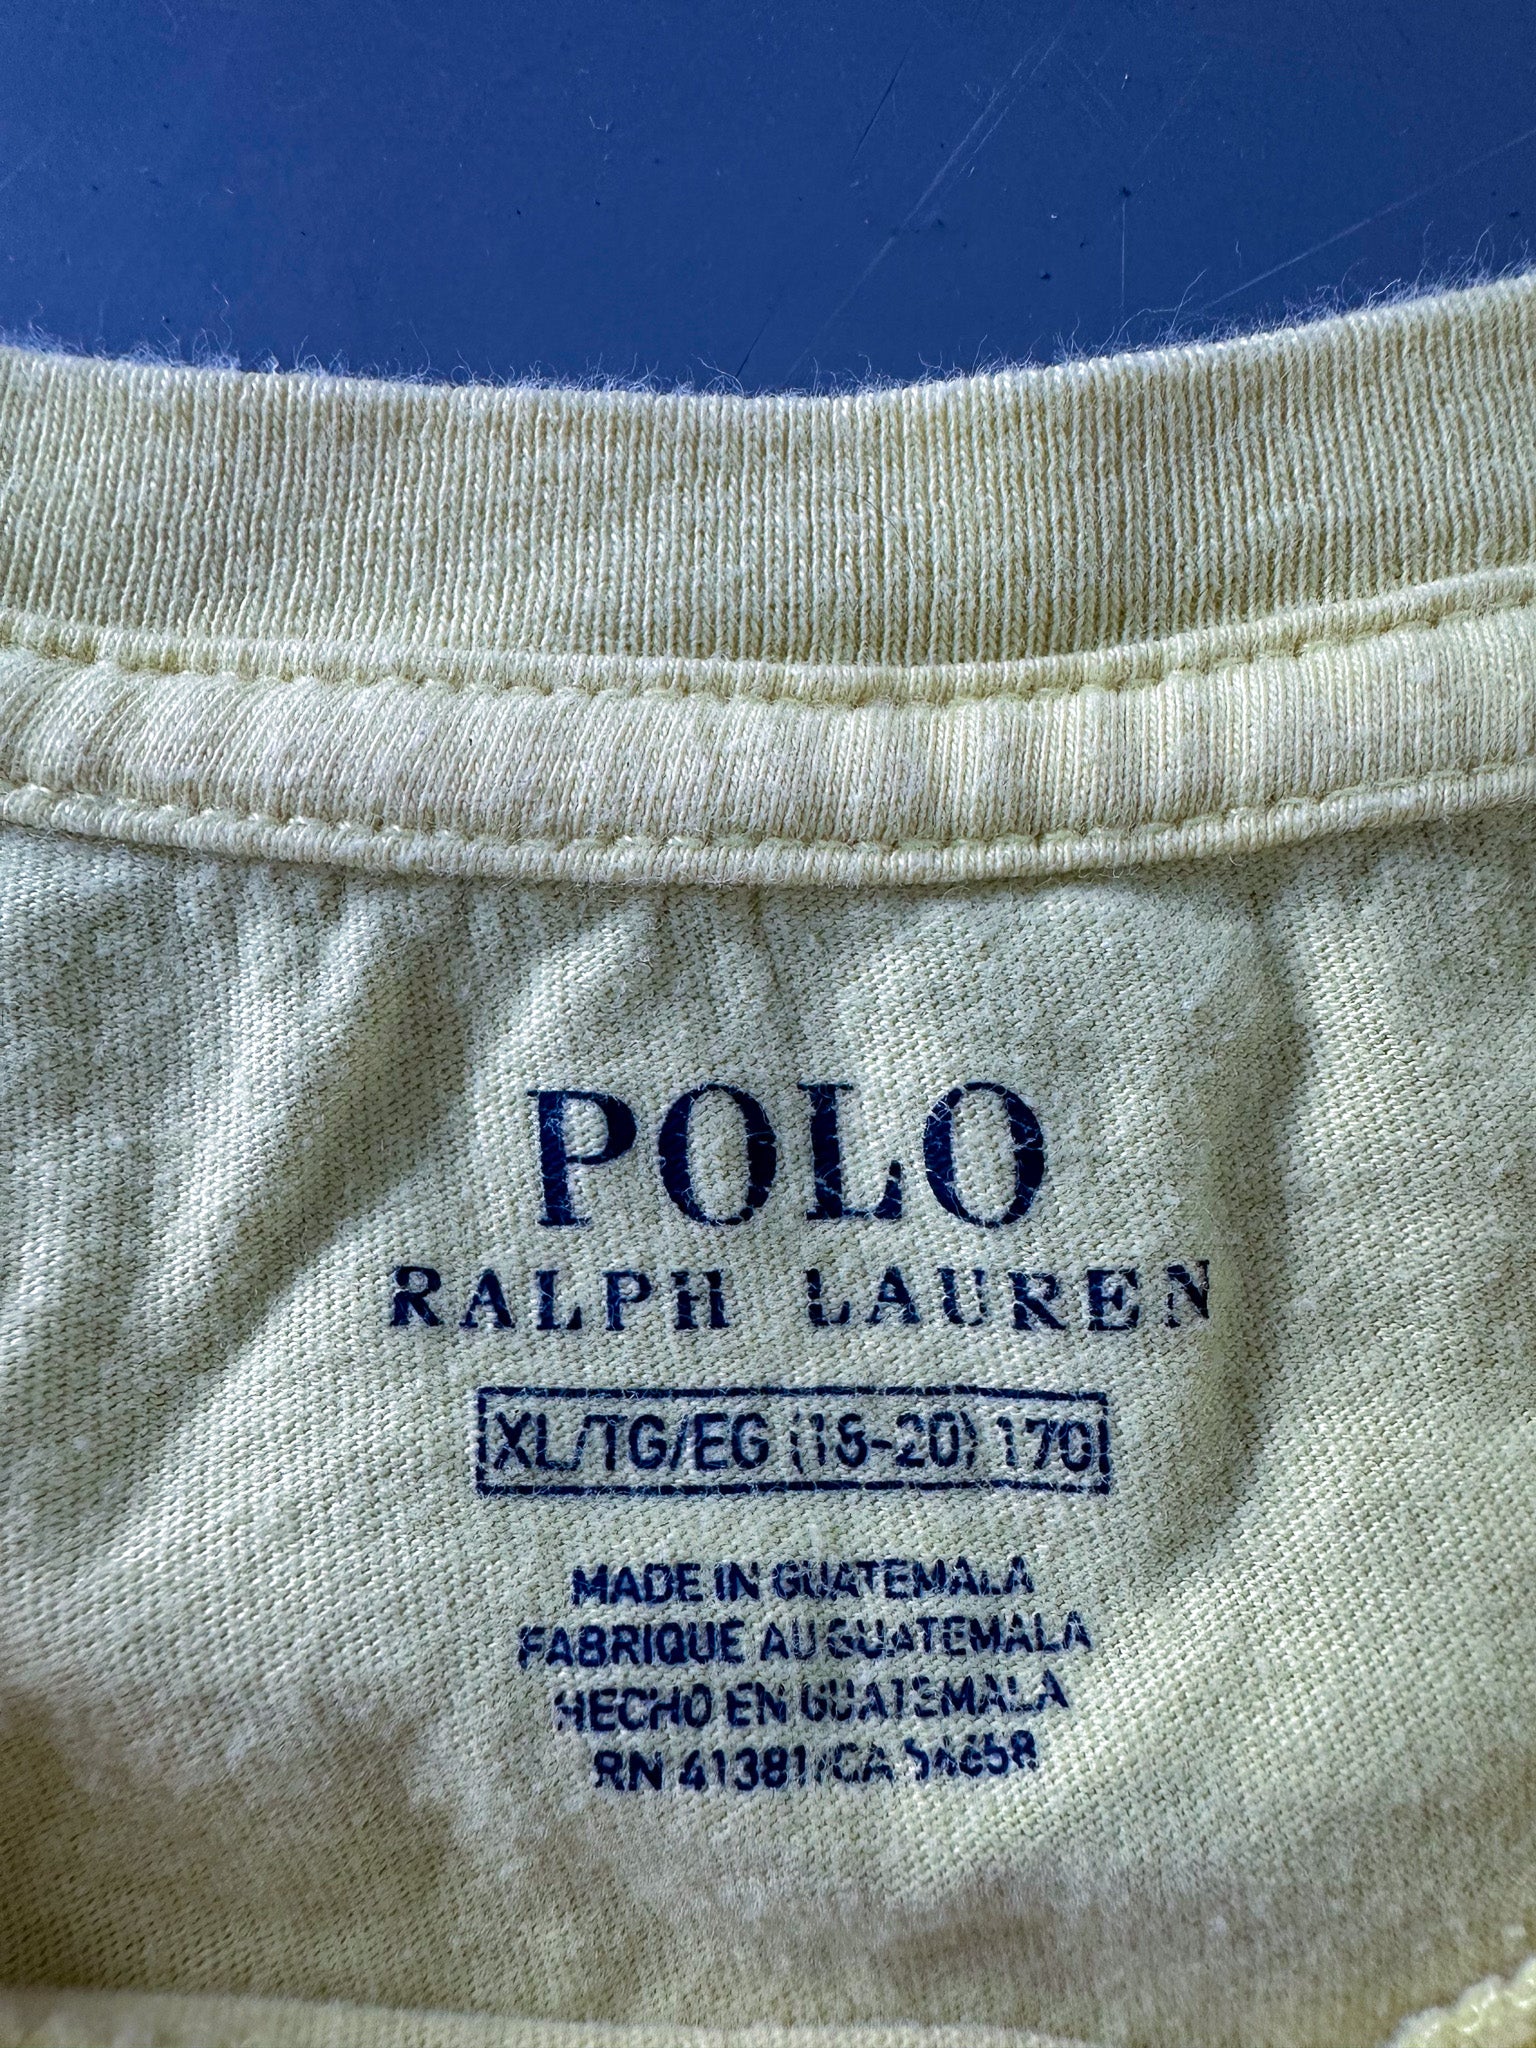 POLO
RALPH LAUREN
XL/TG/EG (18-20) 170
MADE IN GUATEMALA
FABRIQUE AU GUATEMALA
HECHO EN GUATEMALA
RN 41381/CA